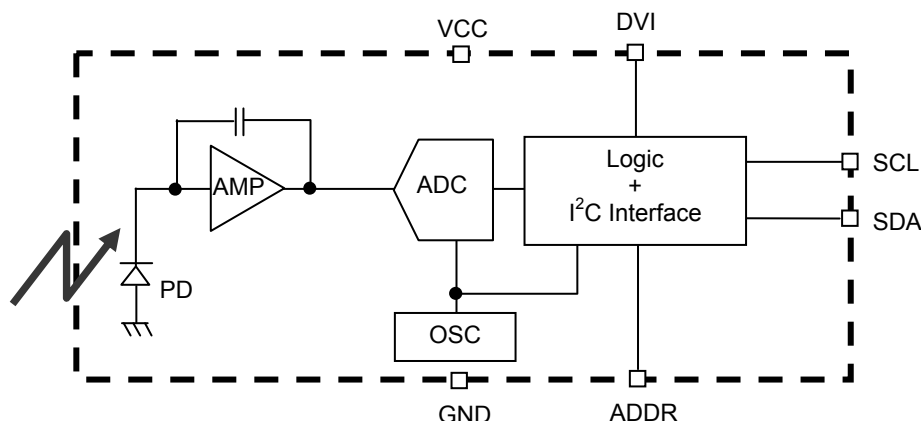 VCC
DVI
Logic
+
I²C Interface
SCL
AMP
ADC
SDA
PD
OSC
GND
ADDR